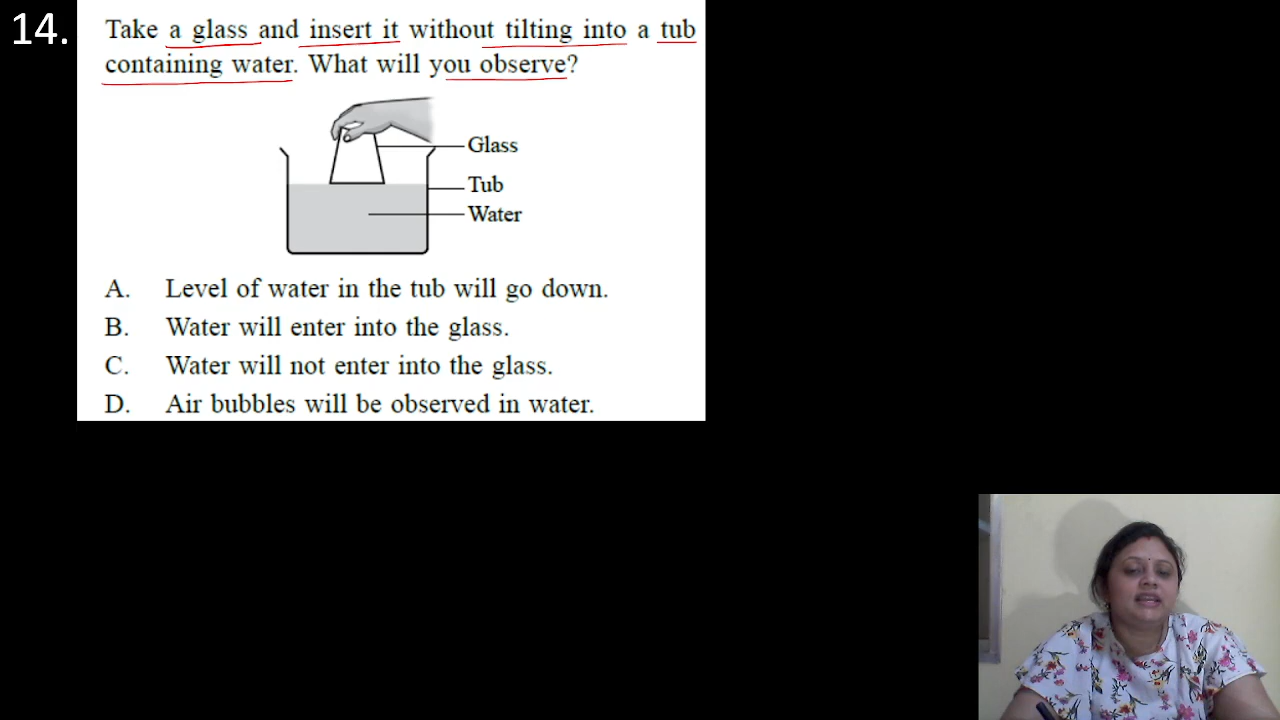 14.
Take a glass and insert it without tilting into a tub
containing water. What will you observe?
Glass
Tub
Water
A. Level of water in the tub will go down.
B. Water will enter into the glass.
C. Water will not enter into the glass.
D. Air bubbles will be observed in water.